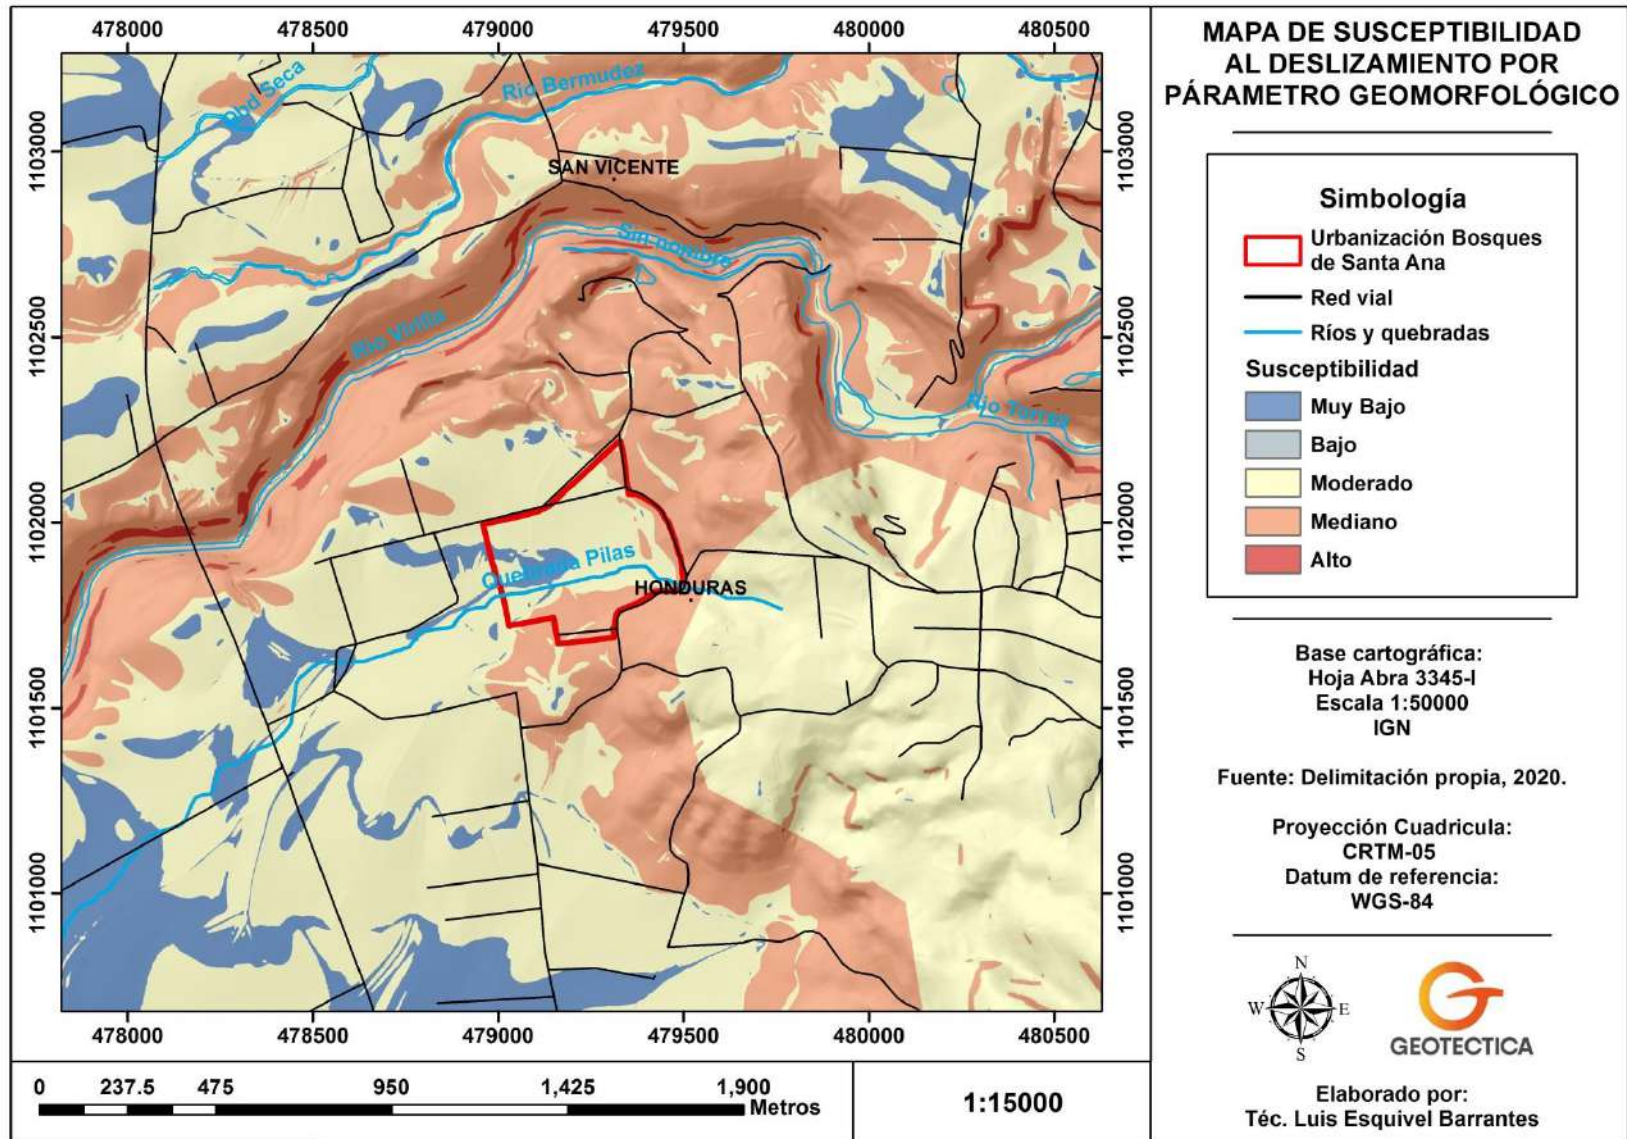 478000 478500 479000 479500 480000 480500
1103000
1102500
1102000
1101500
1101000
Qbd Seca
Río Bermudez
SAN VICENTE
Sin nombre
Río Virilla
Río Torres
Quebrada Pilas
HONDURAS
1103000
1102500
1102000
1101500
1101000
478000 478500 479000 479500 480000 480500
0 237.5 475 950 1,425 1,900
Metros
1:15000
MAPA DE SUSCEPTIBILIDAD
AL DESLIZAMIENTO POR
PÁRAMETRO GEOMORFOLÓGICO
Simbología
Urbanización Bosques
de Santa Ana
Red vial
Ríos y quebradas
Susceptibilidad
Muy Bajo
Bajo
Moderado
Mediano
Alto
Base cartográfica:
Hoja Abra 3345-I
Escala 1:50000
IGN
Fuente: Delimitación propia, 2020.
Proyección Cuadricula:
CRTM-05
Datum de referencia:
WGS-84
N
W E
S
GEOTECTICA
Elaborado por:
Téc. Luis Esquivel Barrantes